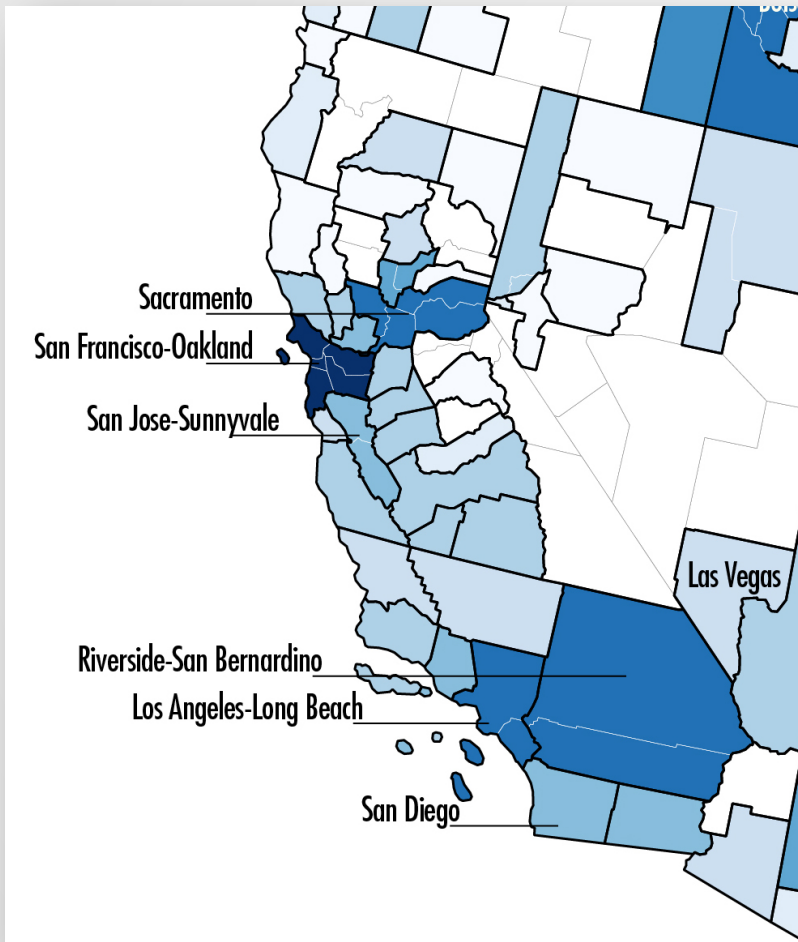 Sacramento
San Francisco-Oakland
San Jose-Sunnyvale
Las Vegas
Riverside-San Bernardino
Los Angeles-Long Beach
San Diego